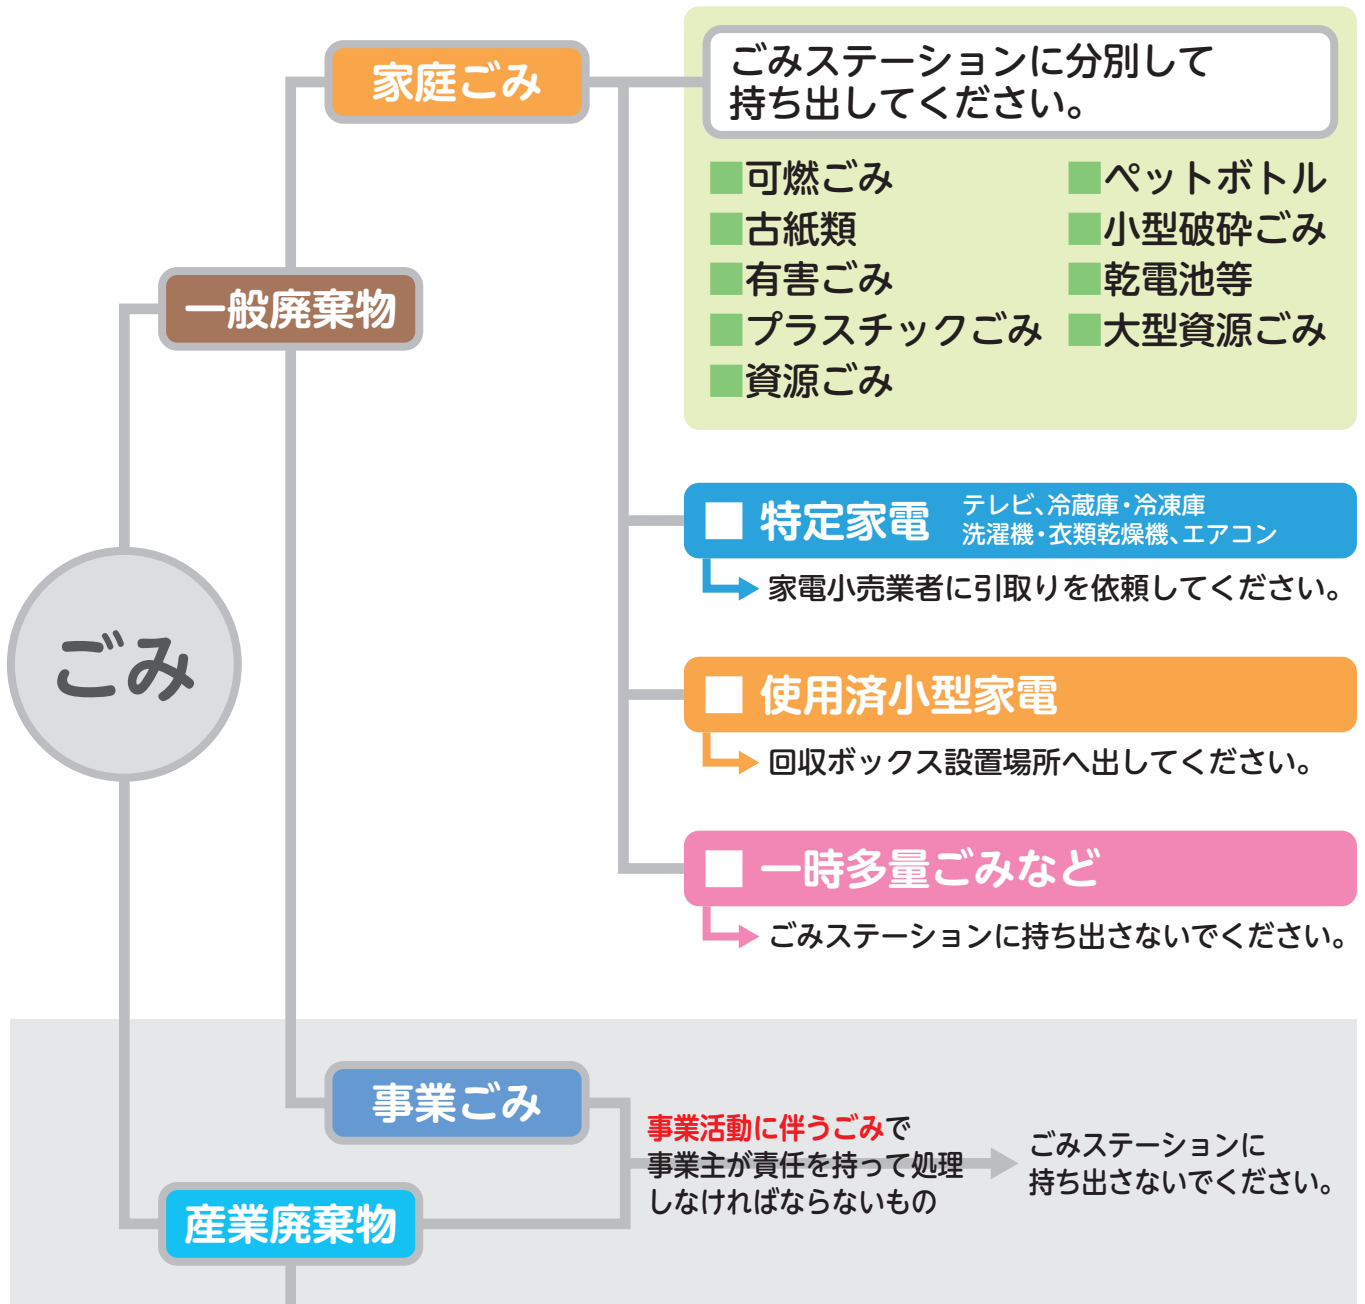 家庭ごみ
ごみステーションに分別して
持ち出してください。
■可燃ごみ
■古紙類
■有害ごみ
■プラスチックごみ
■資源ごみ
■ペットボトル
■小型破砕ごみ
■乾電池等
■大型資源ごみ
一般廃棄物
■ 特定家電
テレビ、冷蔵庫・冷凍庫
洗濯機・衣類乾燥機、エアコン
家電小売業者に引取りを依頼してください。
ごみ
■ 使用済小型家電
回収ボックス設置場所へ出してください。
■ 一時多量ごみなど
ごみステーションに持ち出さないでください。
事業ごみ
事業活動に伴うごみで
事業主が責任を持って処理
しなければならないもの
ごみステーションに
持ち出さないでください。
産業廃棄物